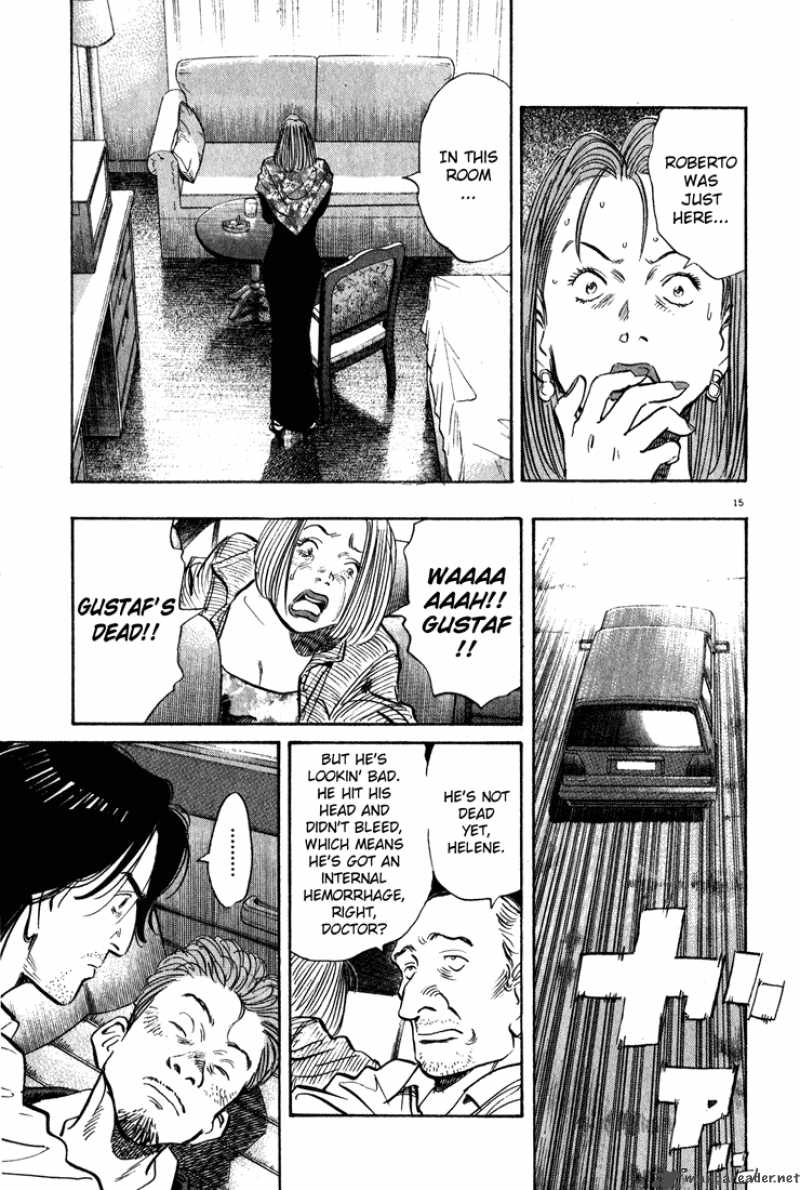 ROBERTO
WAS
JUST
HERE...
IN THIS
ROOM
...
15
WAAAA
AAAH!!
GUSTAF
!!
GUSTAF'S
DEAD!!
HE'S
NOT
DEAD
YET,
HELENE.
BUT HE'S
LOOKIN' BAD.
HE HIT HIS
HEAD AND
DIDN'T BLEED,
WHICH MEANS
HE'S GOT AN
INTERNAL
HEMORRHAGE,
RIGHT,
DOCTOR?
.........